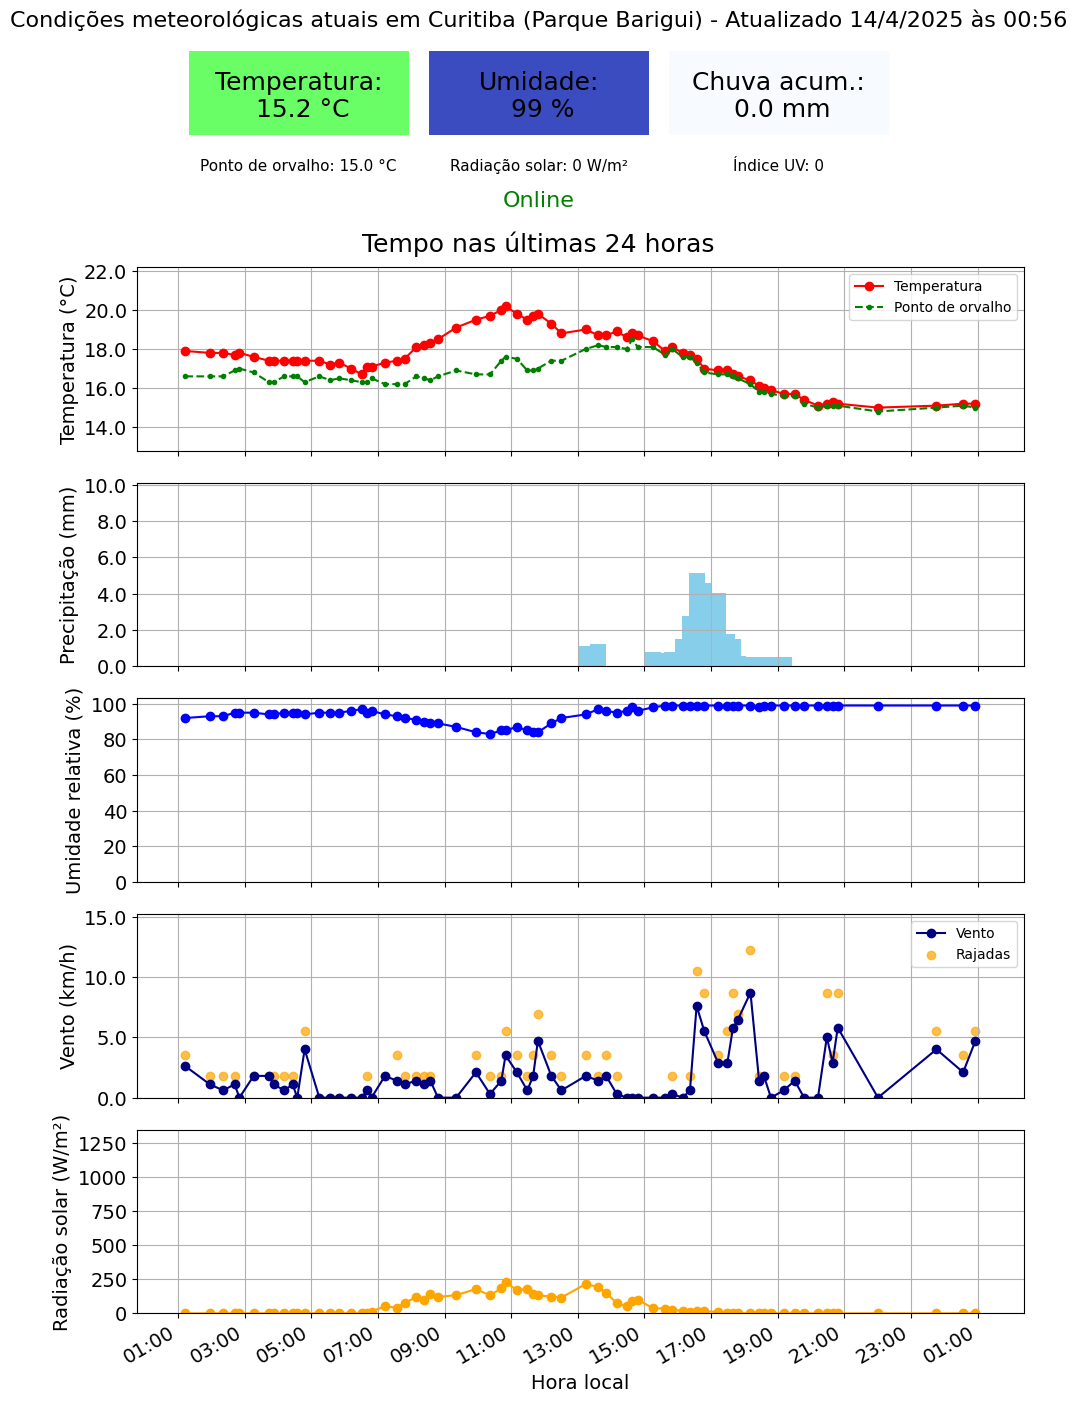 Condições meteorológicas atuais em Curitiba (Parque Barigui) - Atualizado 14/4/2025 às 00:56
Temperatura:
15.2 °C
Umidade:
99 %
Chuva acum.:
0.0 mm
Ponto de orvalho: 15.0 °C
Radiação solar: 0 W/m²
Índice UV: 0
Online
Tempo nas últimas 24 horas
Temperatura (°C)
22.0
20.0
18.0
16.0
14.0
Temperatura
Ponto de orvalho
Precipitação (mm)
10.0
8.0
6.0
4.0
2.0
0.0
Umidade relativa (%)
100
80
60
40
20
0
Vento (km/h)
15.0
10.0
5.0
0.0
Vento
Rajadas
Radiação solar (W/m²)
1250
1000
750
500
250
0
01:00
03:00
05:00
07:00
09:00
11:00
13:00
15:00
17:00
19:00
21:00
23:00
01:00
Hora local